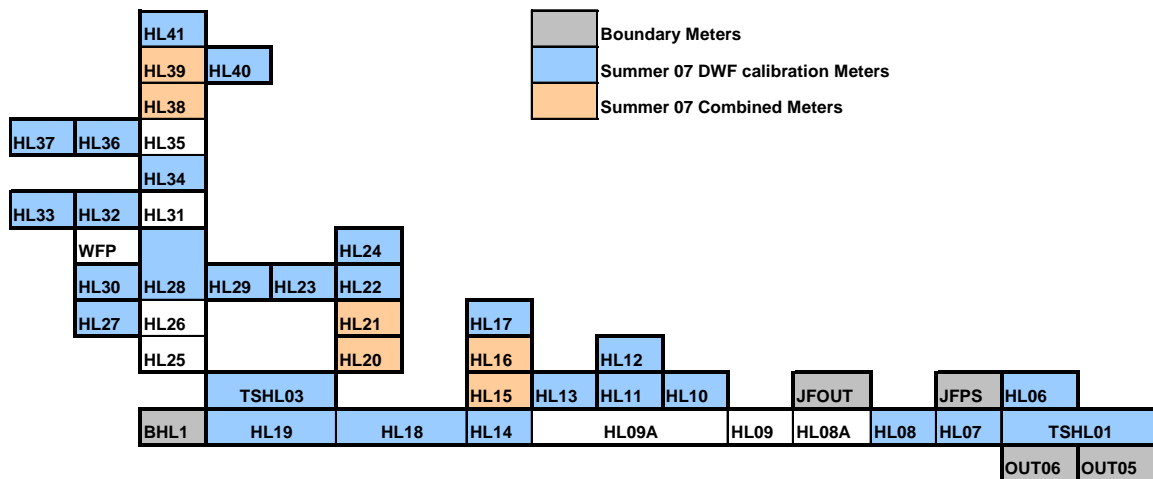 HL41
Boundary Meters
HL39 HL40
Summer 07 DWF calibration Meters
HL38
Summer 07 Combined Meters
HL37 HL36 HL35
HL34
HL33 HL32 HL31
WFP
HL24
HL30 HL28 HL29 HL23 HL22
HL27 HL26
HL21
HL17
HL25
HL20
HL16
HL12
TSHL03
HL15 HL13 HL11 HL10
JFOUT
JFPS HL06
BHL1 HL19 HL18 HL14 HL09A HL09 HL08A HL08 HL07 TSHL01
OUT06 OUT05